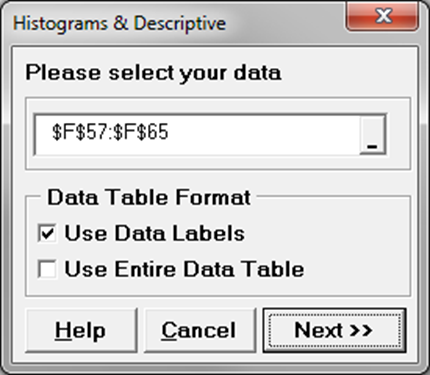 Histograms & Descriptive
Please select your data
$F$57:$F$65
Data Table Format
Use Data Labels
Use Entire Data Table
Help Cancel Next >>